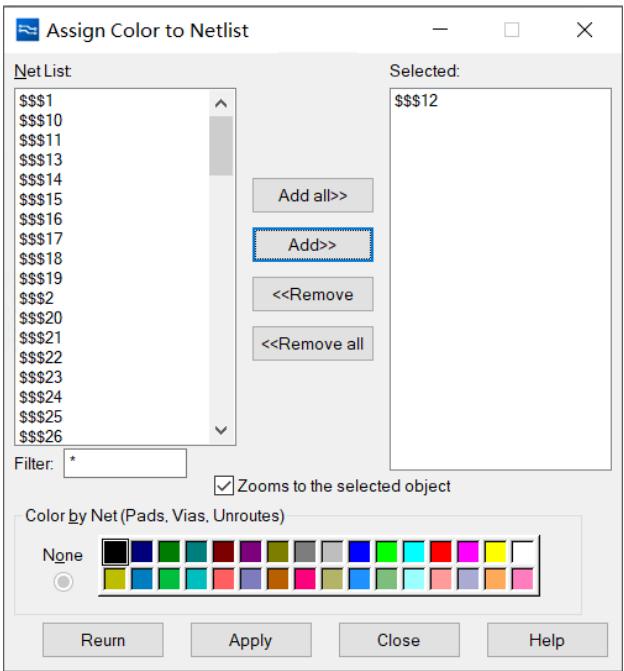 Assign Color to Netlist
Net List:
Selected:
$$$1
$$$10
$$$11
$$$13
$$$14
$$$15
$$$16
$$$17
$$$18
$$$19
$$$2
$$$20
$$$21
$$$22
$$$23
$$$24
$$$25
$$$26
$$$12
Add all>>
Add>>
<<Remove
<<Remove all
Filter: *
Zooms to the selected object
Color by Net (Pads, Vias, Unroutes)
None
Reurn Apply Close Help